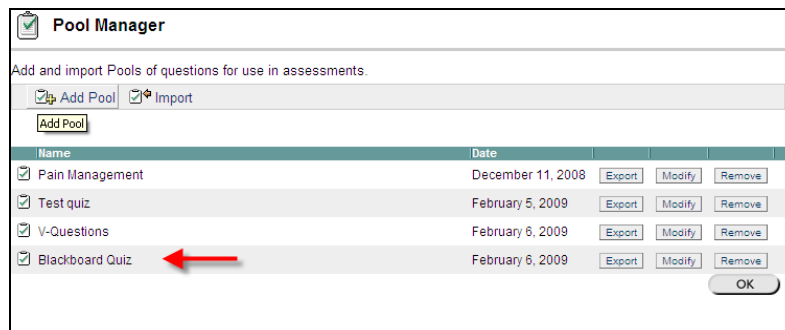 Pool Manager
Add and import Pools of questions for use in assessments.
Add Pool Import
Add Pool
Name Date
Pain Management December 11, 2008 Export Modify Remove
Test quiz February 5, 2009 Export Modify Remove
V-Questions February 6, 2009 Export Modify Remove
Blackboard Quiz February 6, 2009 Export Modify Remove
OK